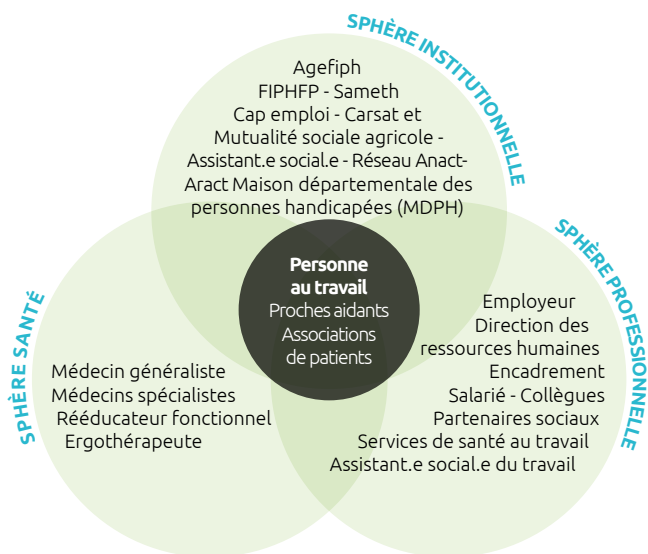 SPHÈRE INSTITUTIONNELLE
Agefiph
FIPHFP - Sameth
Cap emploi - Carsat et
Mutualité sociale agricole -
Assistant.e social.e - Réseau Anact-
Aract Maison départementale des
personnes handicapées (MDPH)
Personne
au travail
Proches aidants
Associations
de patients
SPHÈRE SANTÉ
Médecin généraliste
Médecins spécialistes
Rééducateur fonctionnel
Ergothérapeute
SPHÈRE PROFESSIONNELLE
Employeur
Direction des
ressources humaines
Encadrement
Salarié - Collègues
Partenaires sociaux
Services de santé au travail
Assistant.e social.e du travail